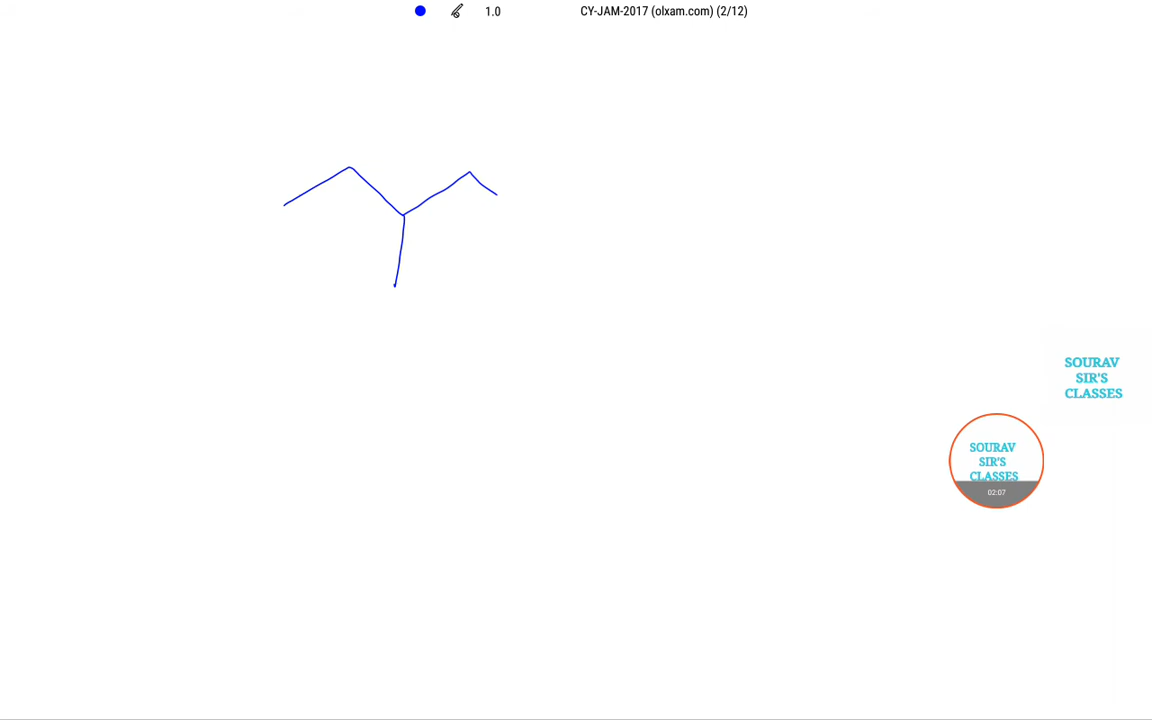 1.0 CY-JAM-2017 (olxam.com) (2/12)
SOURAV
SIR'S
CLASSES
SOURAV
SIR'S
CLASSES
02:07